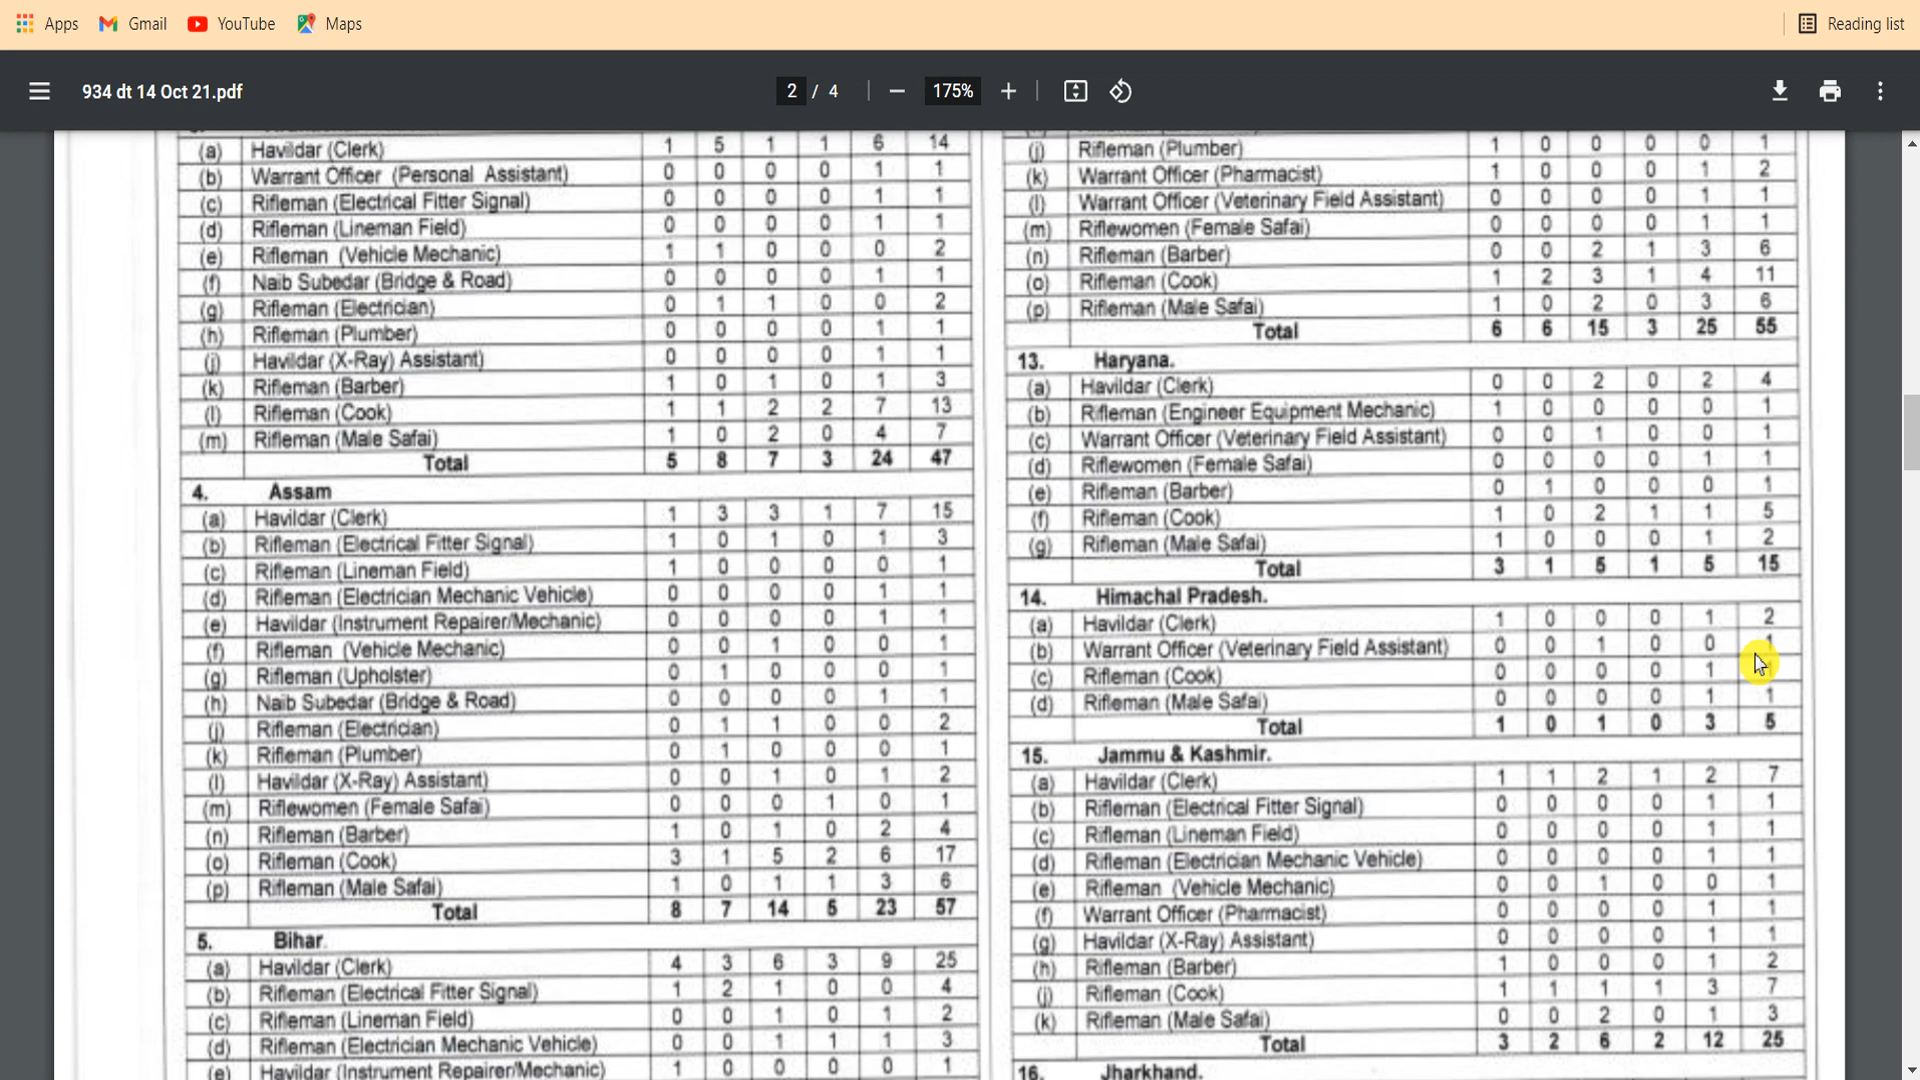 Apps Gmail YouTube Maps Reading list
934 dt 14 Oct 21.pdf 2 / 4 175%
(a) Havildar (Clerk) 1 5 1 1 6 14
(b) Warrant Officer (Personal Assistant) 0 0 0 0 1 1
(c) Rifleman (Electrical Fitter Signal) 0 0 0 0 1 1
(d) Rifleman (Lineman Field) 0 0 0 0 1 1
(e) Rifleman (Vehicle Mechanic) 1 1 0 0 0 2
(f) Naib Subedar (Bridge & Road) 0 0 0 0 1 1
(g) Rifleman (Electrician) 0 1 1 0 0 2
(h) Rifleman (Plumber) 0 0 0 0 1 1
(j) Havildar (X-Ray) Assistant) 0 0 0 0 1 1
(k) Rifleman (Barber) 1 0 1 0 1 3
(l) Rifleman (Cook) 1 1 2 2 7 13
(m) Rifleman (Male Safai) 1 0 2 0 4 7
Total 5 8 7 3 24 47
4. Assam
(a) Havildar (Clerk) 1 3 3 1 7 15
(b) Rifleman (Electrical Fitter Signal) 1 0 1 0 1 3
(c) Rifleman (Lineman Field) 1 0 0 0 0 1
(d) Rifleman (Electrician Mechanic Vehicle) 0 0 0 0 1 1
(e) Havildar (Instrument Repairer/Mechanic) 0 0 0 0 1 1
(f) Rifleman (Vehicle Mechanic) 0 0 1 0 0 1
(g) Rifleman (Upholster) 0 1 0 0 0 1
(h) Naib Subedar (Bridge & Road) 0 0 0 0 1 1
(j) Rifleman (Electrician) 0 1 1 0 0 2
(k) Rifleman (Plumber) 0 1 0 0 0 1
(l) Havildar (X-Ray) Assistant) 0 0 1 0 1 2
(m) Riflewomen (Female Safai) 0 0 0 1 0 1
(n) Rifleman (Barber) 1 0 1 0 2 4
(o) Rifleman (Cook) 3 1 5 2 6 17
(p) Rifleman (Male Safai) 1 0 1 1 3 6
Total 8 7 14 5 23 57
5. Bihar.
(a) Havildar (Clerk) 4 3 6 3 9 25
(b) Rifleman (Electrical Fitter Signal) 1 2 1 0 0 4
(c) Rifleman (Lineman Field) 0 0 1 0 1 2
(d) Rifleman (Electrician Mechanic Vehicle) 0 0 1 1 1 3
(e) Havildar (Instrument Repairer/Mechanic) 1 0 0 0 0 1
(j) Rifleman (Plumber) 1 0 0 0 0 1
(k) Warrant Officer (Pharmacist) 1 0 0 0 1 2
(l) Warrant Officer (Veterinary Field Assistant) 0 0 0 0 1 1
(m) Riflewomen (Female Safai) 0 0 0 0 1 1
(n) Rifleman (Barber) 0 0 2 1 3 6
(o) Rifleman (Cook) 1 2 3 1 4 11
(p) Rifleman (Male Safai) 1 0 2 0 3 6
Total 6 6 15 3 25 55
13. Haryana.
(a) Havildar (Clerk) 0 0 2 0 2 4
(b) Rifleman (Engineer Equipment Mechanic) 1 0 0 0 0 1
(c) Warrant Officer (Veterinary Field Assistant) 0 0 1 0 0 1
(d) Riflewomen (Female Safai) 0 0 0 0 1 1
(e) Rifleman (Barber) 0 1 0 0 0 1
(f) Rifleman (Cook) 1 0 2 1 1 5
(g) Rifleman (Male Safai) 1 0 0 0 1 2
Total 3 1 5 1 5 15
14. Himachal Pradesh.
(a) Havildar (Clerk) 1 0 0 0 1 2
(b) Warrant Officer (Veterinary Field Assistant) 0 0 1 0 0 1
(c) Rifleman (Cook) 0 0 0 0 1 1
(d) Rifleman (Male Safai) 0 0 0 0 1 1
Total 1 0 1 0 3 5
15. Jammu & Kashmir.
(a) Havildar (Clerk) 1 1 2 1 2 7
(b) Rifleman (Electrical Fitter Signal) 0 0 0 0 1 1
(c) Rifleman (Lineman Field) 0 0 0 0 1 1
(d) Rifleman (Electrician Mechanic Vehicle) 0 0 0 0 1 1
(e) Rifleman (Vehicle Mechanic) 0 0 1 0 0 1
(f) Warrant Officer (Pharmacist) 0 0 0 0 1 1
(g) Havildar (X-Ray) Assistant) 0 0 0 0 1 1
(h) Rifleman (Barber) 1 0 0 0 1 2
(j) Rifleman (Cook) 1 1 1 1 3 7
(k) Rifleman (Male Safai) 0 0 2 0 1 3
Total 3 2 6 2 12 25
16. Jharkhand.